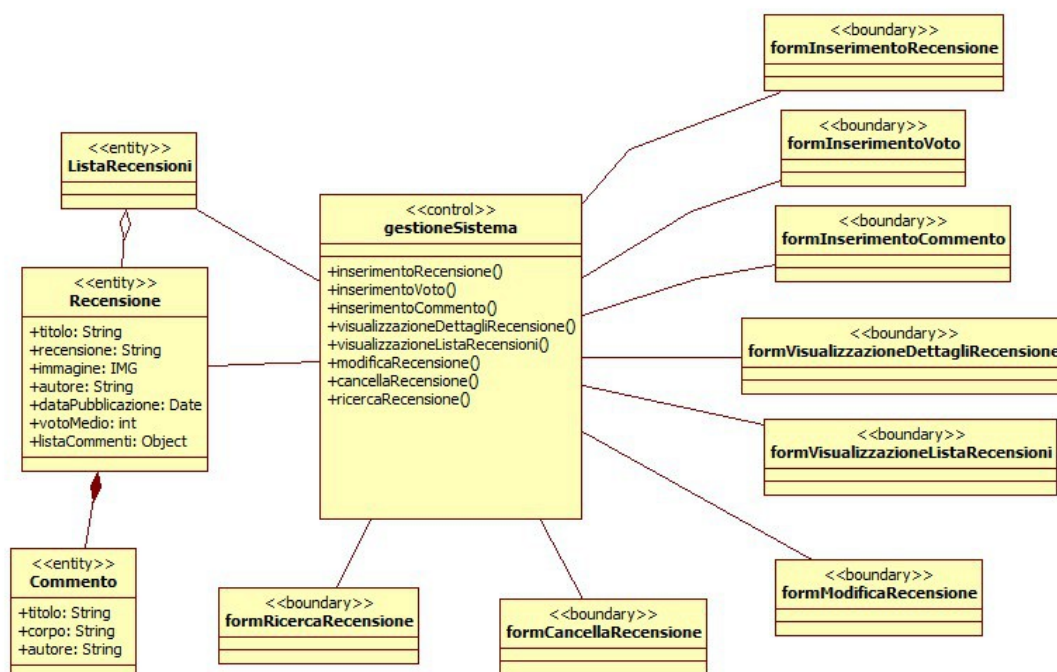 <<boundary>>
formInserimentoRecensione
<<boundary>>
formInserimentoVoto
<<entity>>
ListaRecensioni
<<control>>
gestioneSistema
+inserimentoRecensione()
+inserimentoVoto()
+inserimentoCommento()
+visualizzazioneDettagliRecensione()
+visualizzazioneListaRecensioni()
+modificaRecensione()
+cancellaRecensione()
+ricercaRecensione()
<<boundary>>
formInserimentoCommento
<<entity>>
Recensione
+titolo: String
+recensione: String
+immagine: IMG
+autore: String
+dataPubblicazione: Date
+votoMedio: int
+listaCommenti: Object
<<boundary>>
formVisualizzazioneDettagliRecensione
<<boundary>>
formVisualizzazioneListaRecensioni
<<entity>>
Commento
+titolo: String
+corpo: String
+autore: String
<<boundary>>
formRicercaRecensione
<<boundary>>
formCancellaRecensione
<<boundary>>
formModificaRecensione